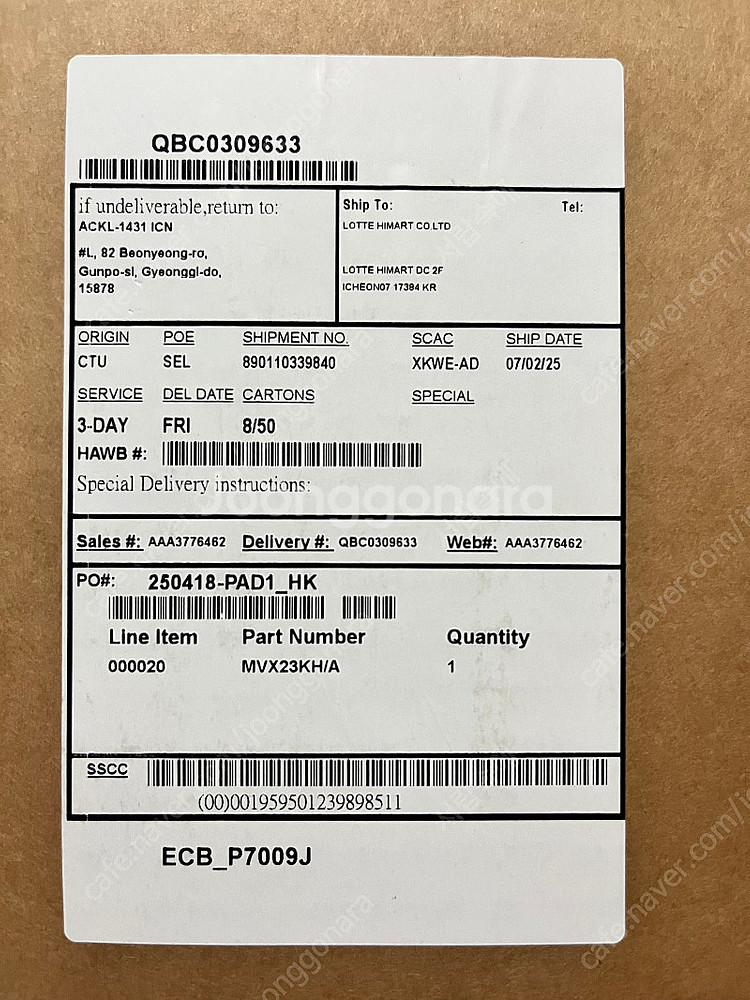 QBC0309633
if undeliverable,return to:
ACKL-1431 ICN
#L, 82 Beonyeong-ro,
Gunpo-si, Gyeonggi-do,
15878
Ship To: Tel:
LOTTE HIMART CO.LTD
LOTTE HIMART DC 2F
ICHEON07 17384 KR
ORIGIN POE SHIPMENT NO. SCAC SHIP DATE
CTU SEL 890110339840 XKWE-AD 07/02/25
SERVICE DEL DATE CARTONS SPECIAL
3-DAY FRI 8/50
HAWB #:
Special Delivery instructions:
Joonggonara
Sales #: AAA3776462 Delivery #: QBC0309633 Web#: AAA3776462
PO#: 250418-PAD1_HK
Line Item Part Number Quantity
000020 MVX23KH/A 1
SSCC
(00)001959501239898511
ECB_P7009J